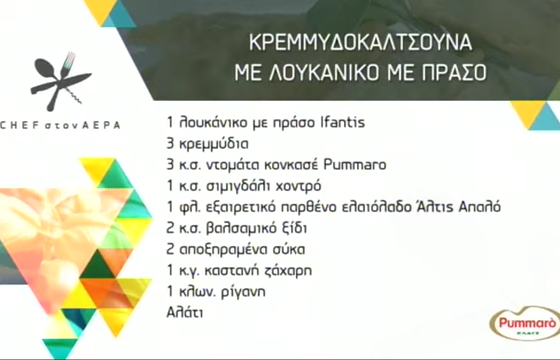 ΚΡΕΜΜΥΔΟΚΑΛΤΣΟΥΝΑ
ΜΕ ΛΟΥΚΑΝΙΚΟ ΜΕ ΠΡΑΣΟ
CHEF στον ΑΕΡΑ
1 λουκάνικο με πράσο Ifantis
3 κρεμμύδια
3 κ.σ. ντομάτα κονκασέ Pummaro
1 κ.σ. σιμιγδάλι χοντρό
1 φλ. εξαιρετικό παρθένο ελαιόλαδο Άλτις Απαλό
2 κ.σ. βαλσαμικό ξίδι
2 αποξηραμένα σύκα
1 κ.γ. καστανή ζάχαρη
1 κλων. ρίγανη
Αλάτι
Pummarò
ΕΛΑΪΣ